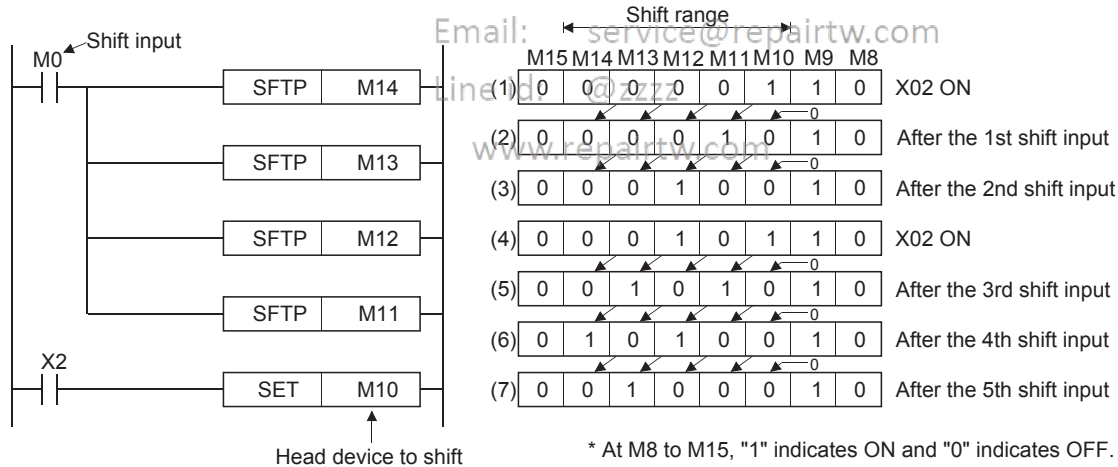 Email: service@repairtw.com
Line Id: @zzzz
www.repairtw.com
Shift input
M0
SFTP M14
SFTP M13
SFTP M12
SFTP M11
X2
SET M10
Head device to shift
Shift range
M15 M14 M13 M12 M11 M10 M9 M8
(1) 0 0 0 0 0 1 1 0 X02 ON
0
(2) 0 0 0 0 1 0 1 0 After the 1st shift input
0
(3) 0 0 0 1 0 0 1 0 After the 2nd shift input
(4) 0 0 0 1 0 1 1 0 X02 ON
0
(5) 0 0 1 0 1 0 1 0 After the 3rd shift input
0
(6) 0 1 0 1 0 0 1 0 After the 4th shift input
0
(7) 0 0 1 0 0 0 1 0 After the 5th shift input
* At M8 to M15, "1" indicates ON and "0" indicates OFF.